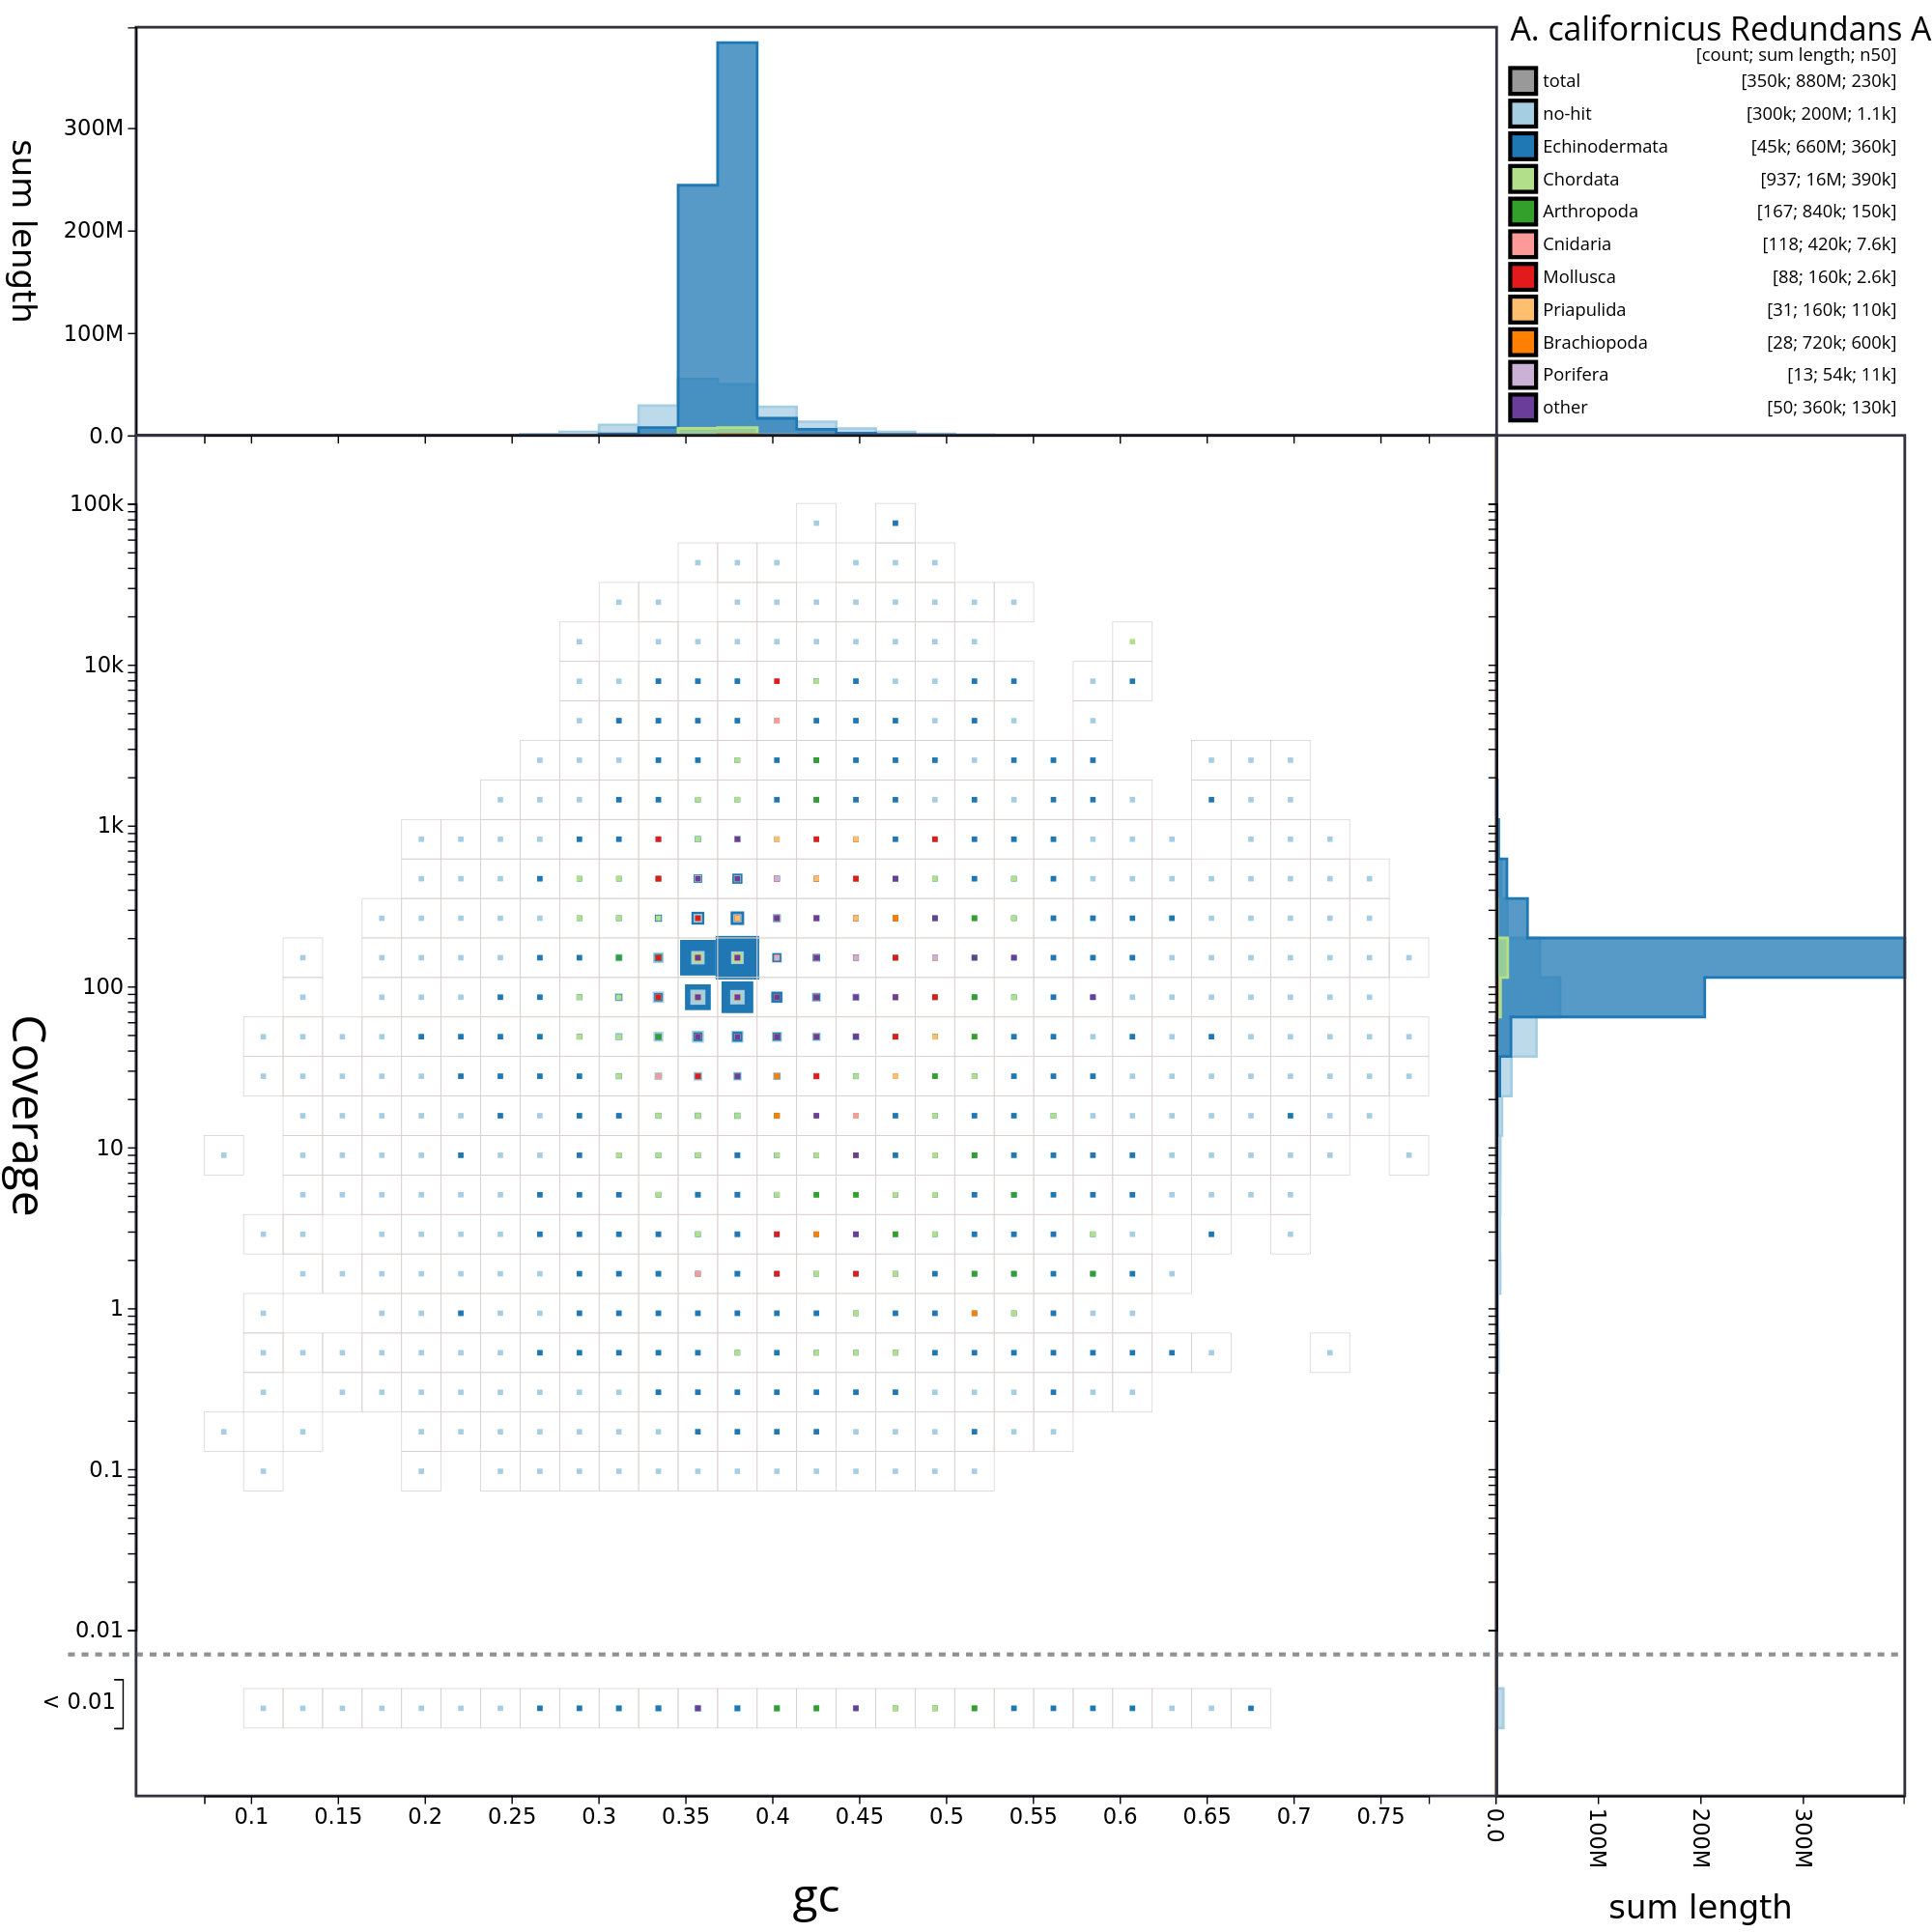 A. californicus Redundans A
[count; sum length; n50]
total [350k; 880M; 230k]
no-hit [300k; 200M; 1.1k]
Echinodermata [45k; 660M; 360k]
Chordata [937; 16M; 390k]
Arthropoda [167; 840k; 150k]
Cnidaria [118; 420k; 7.6k]
Mollusca [88; 160k; 2.6k]
Priapulida [31; 160k; 110k]
Brachiopoda [28; 720k; 600k]
Porifera [13; 54k; 11k]
other [50; 360k; 130k]
sum length
300M
200M
100M
0.0
Coverage
100k
10k
1k
100
10
1
0.1
0.01
< 0.01
0.1 0.15 0.2 0.25 0.3 0.35 0.4 0.45 0.5 0.55 0.6 0.65 0.7 0.75
gc
0.0 100M 200M 300M
sum length